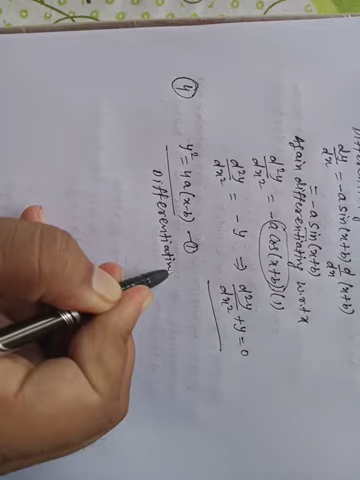 dy/dx = -a sin(x+b) d/dx (x+b)
= -a sin(x+b)
Again differentiating w.r.t x
d²y/dx² = -a cos(x+b)(1)
d²y/dx² = -y ⇒ d²y/dx² + y = 0
(4) y² = 4a(x-b) -①
Differentiating